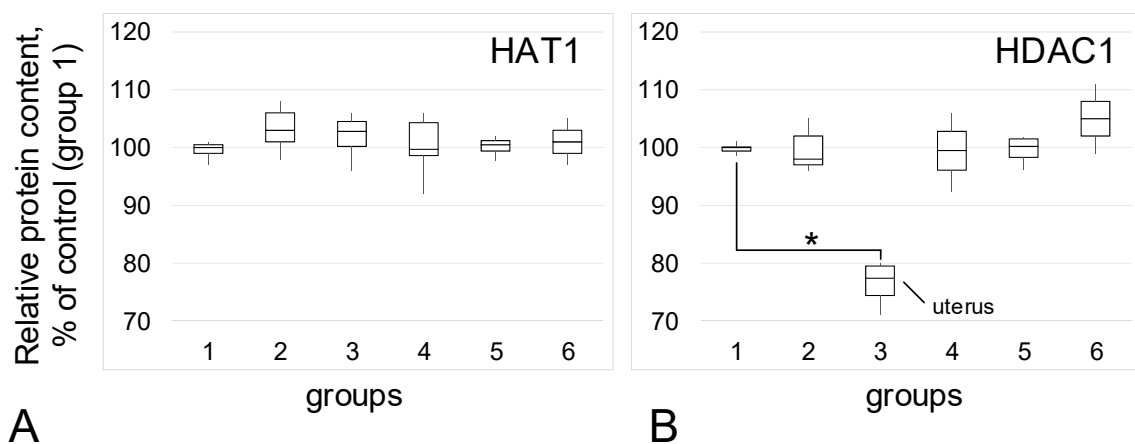 Relative protein content,
% of control (group 1)
HAT1
120
110
100
90
80
70
1 2 3 4 5 6
groups
A
HDAC1
120
110
100
90
80
70
*
uterus
1 2 3 4 5 6
groups
B